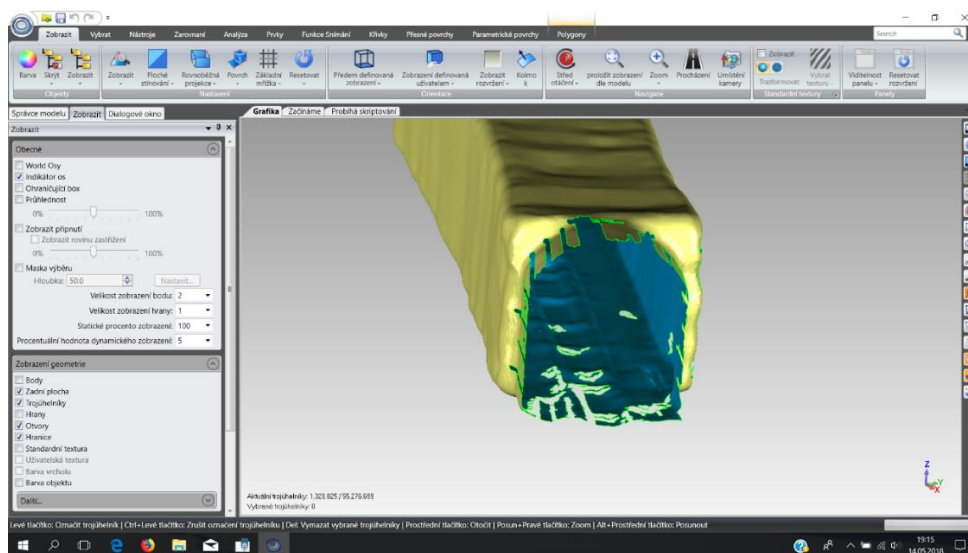 Zobrazit
Vybrat
Nástroje
Zarovnaní
Analýza
Prvky
Funkce Snímání
Křivky
Přesné povrchy
Parametrické povrchy
Polygony
Search
Barva
Skrýt
Zobrazit
Objekty
Zobrazit
Ploché stínování
Rovnoběžná projekce
Povrch
Základní mřížka
Resetovat
Nastavení
Předem definovaná zobrazení
Zobrazení definovaná uživatelem
Zobrazit rozvržení
Kolmo k
Orientace
Střed otáčení
proložit zobrazení dle modelu
Zoom
Procházení
Umístění kamery
Navigace
Zobrazit
Trasformovat
Vybrat texturu
Standardní textury
Viditelnost panelu
Resetovat rozvržení
Panely
Správce modelu
Zobrazit
Dialogové okno
Grafika
Začínáme
Probíhá skriptování
Zobrazit
Obecné
World Osy
Indikátor os
Ohraničující box
Průhlednost
0% 100%
Zobrazit připnutí
Zobrazit rovinu zastřižení
0% 100%
Maska výběru
Hloubka: 50.0 Nastavit...
Velikost zobrazení bodu: 2
Velikost zobrazení hrany: 1
Statické procento zobrazení: 100
Procentuální hodnota dynamického zobrazení: 5
Zobrazení geometrie
Body
Zadní plocha
Trojúhelníky
Hrany
Otvory
Hranice
Standardní textura
Uživatelská textura
Barva vrcholu
Barva objektu
Další...
Aktuální trojúhelníky: 1.328.825 / 55.276.699
Vybrené trojúhelníky: 0
Z
Y
X
Levé tlačítko: Označit trojúhelník | Ctrl+Levé tlačítko: Zrušit označení trojúhelníku | Del: Vymazat vybrané trojúhelníky | Prostřední tlačítko: Otočit | Posun+Pravé tlačítko: Zoom | Alt+Prostřední tlačítko: Posunout
19:15
14.05.2018